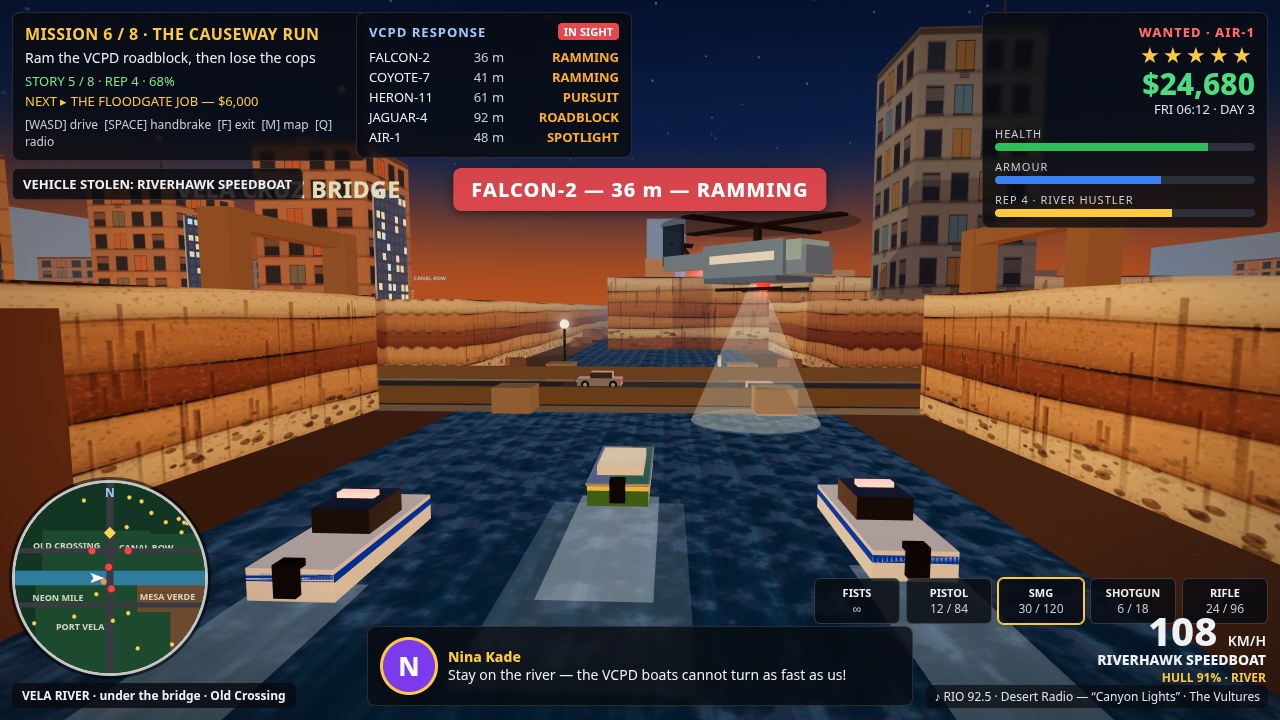 MISSION 6 / 8 · THE CAUSEWAY RUN
Ram the VCPD roadblock, then lose the cops
STORY 5 / 8 · REP 4 · 68%
NEXT ▸ THE FLOODGATE JOB — $6,000
[WASD] drive [SPACE] handbrake [F] exit [M] map [Q]
radio
VCPD RESPONSE IN SIGHT
FALCON-2 36 m RAMMING
COYOTE-7 41 m RAMMING
HERON-11 61 m PURSUIT
JAGUAR-4 92 m ROADBLOCK
AIR-1 48 m SPOTLIGHT
WANTED · AIR-1
★★★★★
$24,680
FRI 06:12 · DAY 3
HEALTH
ARMOUR
REP 4 · RIVER HUSTLER
VEHICLE STOLEN: RIVERHAWK SPEEDBOAT
VELA CRUZ BRIDGE
FALCON-2 — 36 m — RAMMING
CANAL ROW
N
OLD CROSSING
CANAL ROW
NEON MILE
MESA VERDE
PORT VELA
VELA RIVER · under the bridge · Old Crossing
N
Nina Kade
Stay on the river — the VCPD boats cannot turn as fast as us!
FISTS PISTOL SMG SHOTGUN RIFLE
∞ 12 / 84 30 / 120 6 / 18 24 / 96
108 KM/H
RIVERHAWK SPEEDBOAT
HULL 91% · RIVER
♪ RIO 92.5 · Desert Radio — “Canyon Lights” · The Vultures